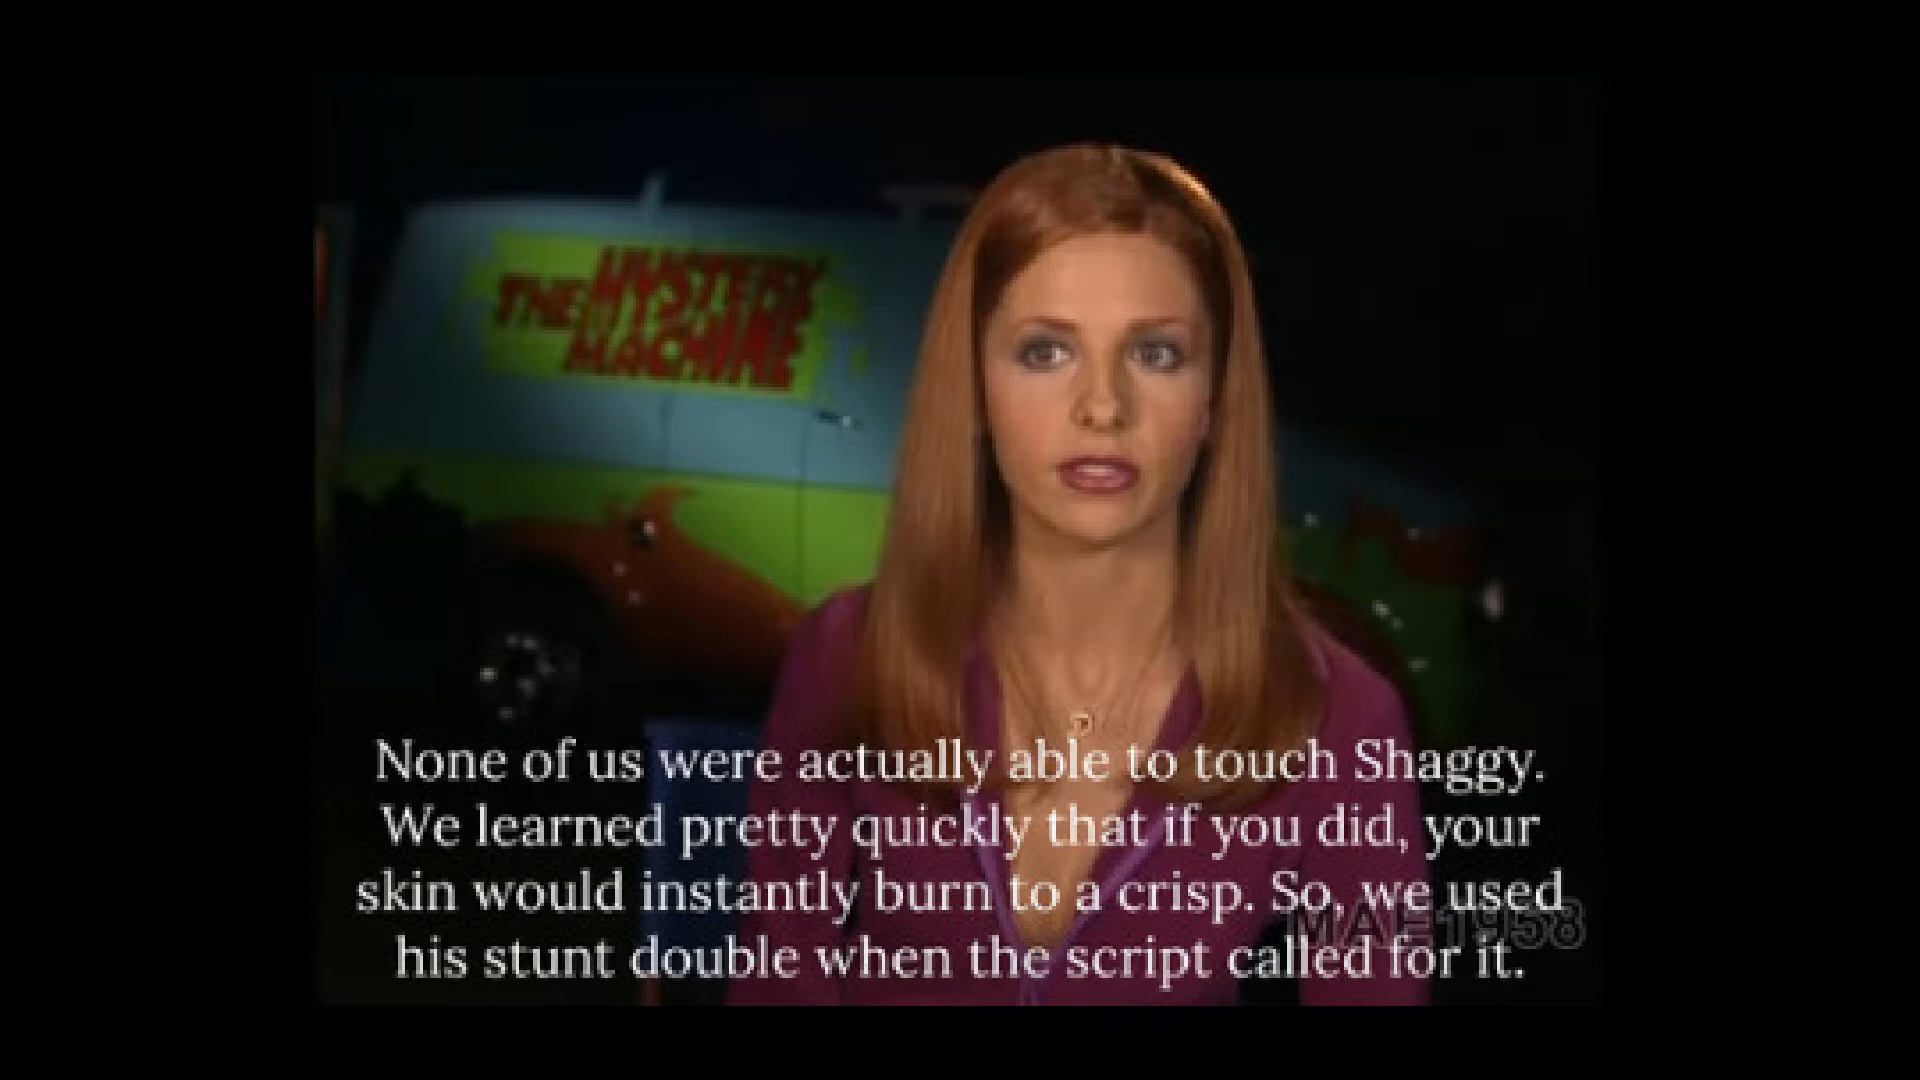 THE MYSTERY
MACHINE
None of us were actually able to touch Shaggy.
We learned pretty quickly that if you did, your
skin would instantly burn to a crisp. So, we used
his stunt double when the script called for it.
MAH1958